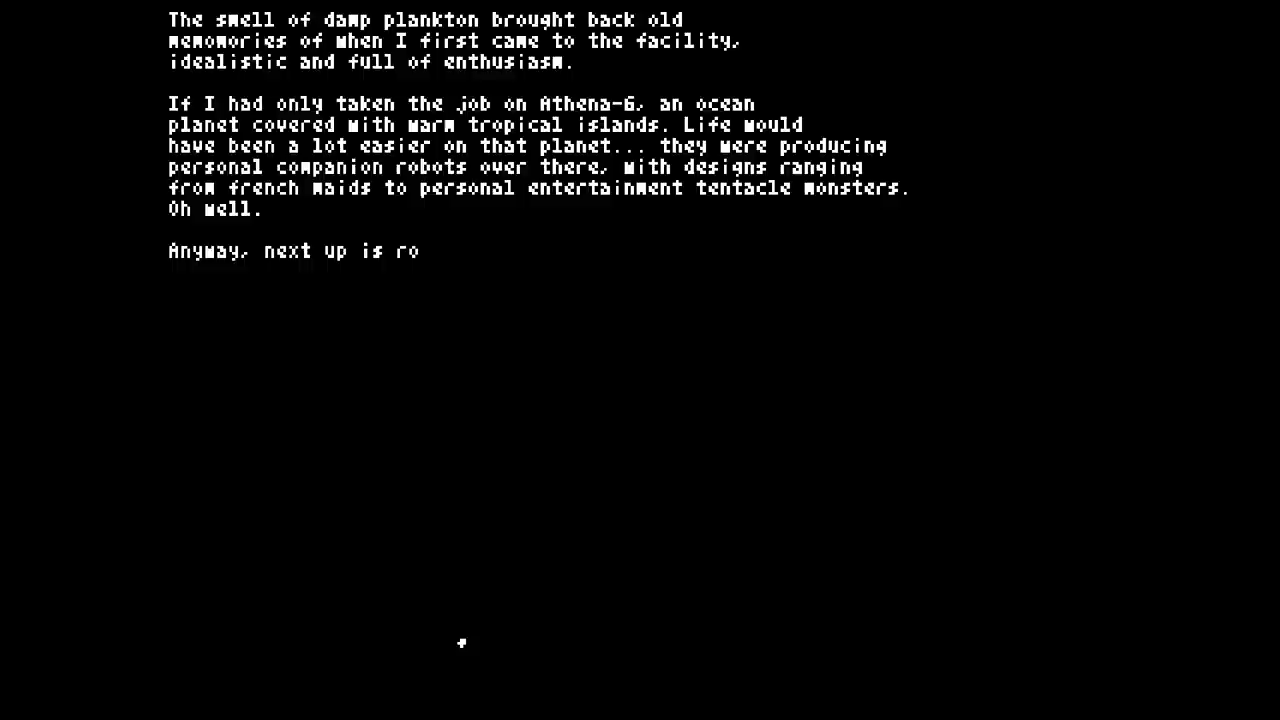 The smell of damp plankton brought back old
memomories of when I first came to the facility,
idealistic and full of enthusiasm.
If I had only taken the job on Athena-6, an ocean
planet covered with warm tropical islands. Life would
have been a lot easier on that planet... they were producing
personal companion robots over there, with designs ranging
from french maids to personal entertainment tentacle monsters.
Oh well.
Anyway, next up is ro